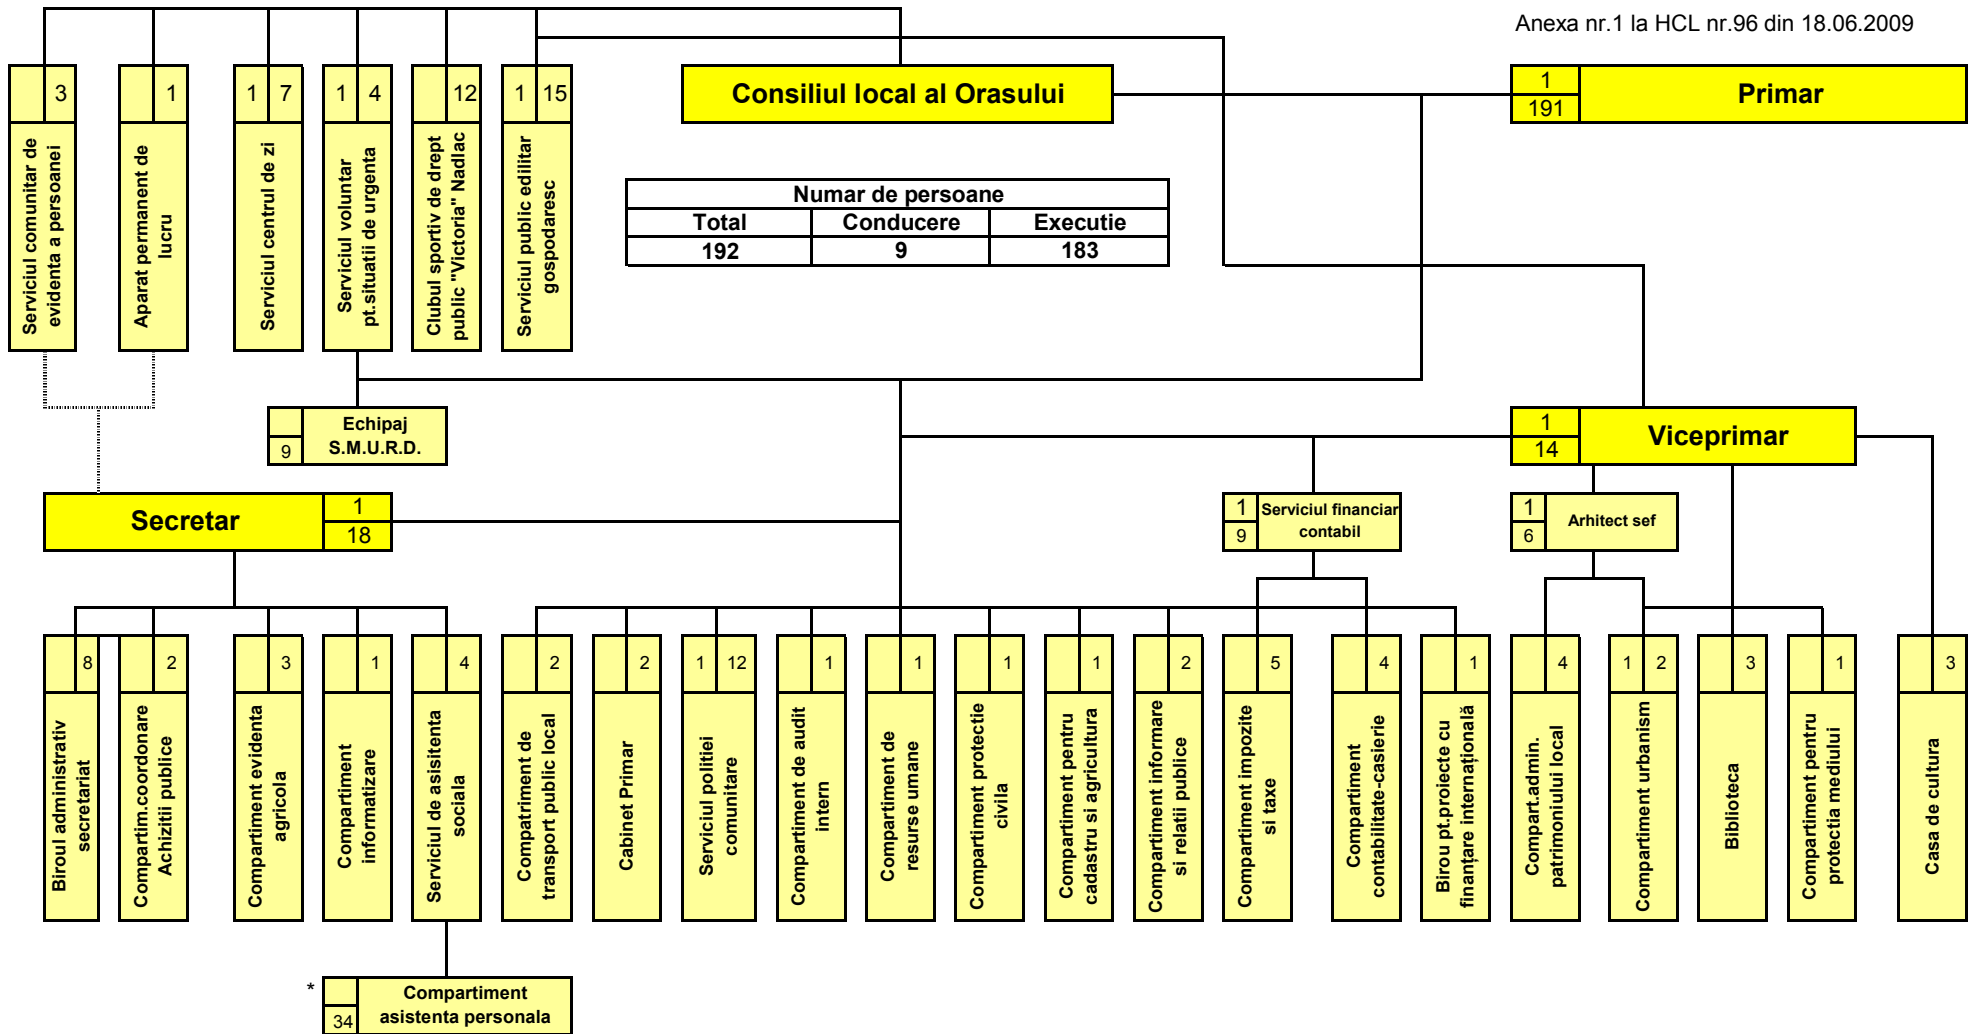 Anexa nr.1 la HCL nr.96 din 18.06.2009
3
Serviciul comunitar de
evidenta a persoanei
1
Aparat permanent de
lucru
1 7
Serviciul centrul de zi
1 4
Serviciul voluntar
pt.situatii de urgenta
12
Clubul sportiv de drept
public "Victoria" Nadlac
1 15
Serviciul public edilitar
gospodaresc
Consiliul local al Orasului
1
191
Primar
Numar de persoane
Total Conducere Executie
192 9 183
9
Echipaj
S.M.U.R.D.
1
14
Viceprimar
Secretar
1
18
1
9
Serviciul financiar
contabil
1
6
Arhitect sef
8
Biroul administrativ
secretariat
2
Compartim.coordonare
Achizitii publice
3
Compartiment evidenta
agricola
1
Compartiment
informatizare
4
Serviciul de asisitenta
sociala
2
Compatriment de
transport public local
2
Cabinet Primar
1 12
Serviciul politiei
comunitare
1
Compartiment de audit
intern
1
Compartiment de
resurse umane
1
Compartiment protectie
civila
1
Compartiment pentru
cadastru si agricultura
2
Compartiment informare
si relatii publice
5
Compartiment impozite
si taxe
4
Compartiment
contabilitate-casierie
1
Birou pt.proiecte cu
finanțare internațională
4
Compart.admin.
patrimoniului local
1 2
Compartiment urbanism
3
Biblioteca
1
Compartiment pentru
protectia mediului
3
Casa de cultura
*
34
Compartiment
asistenta personala